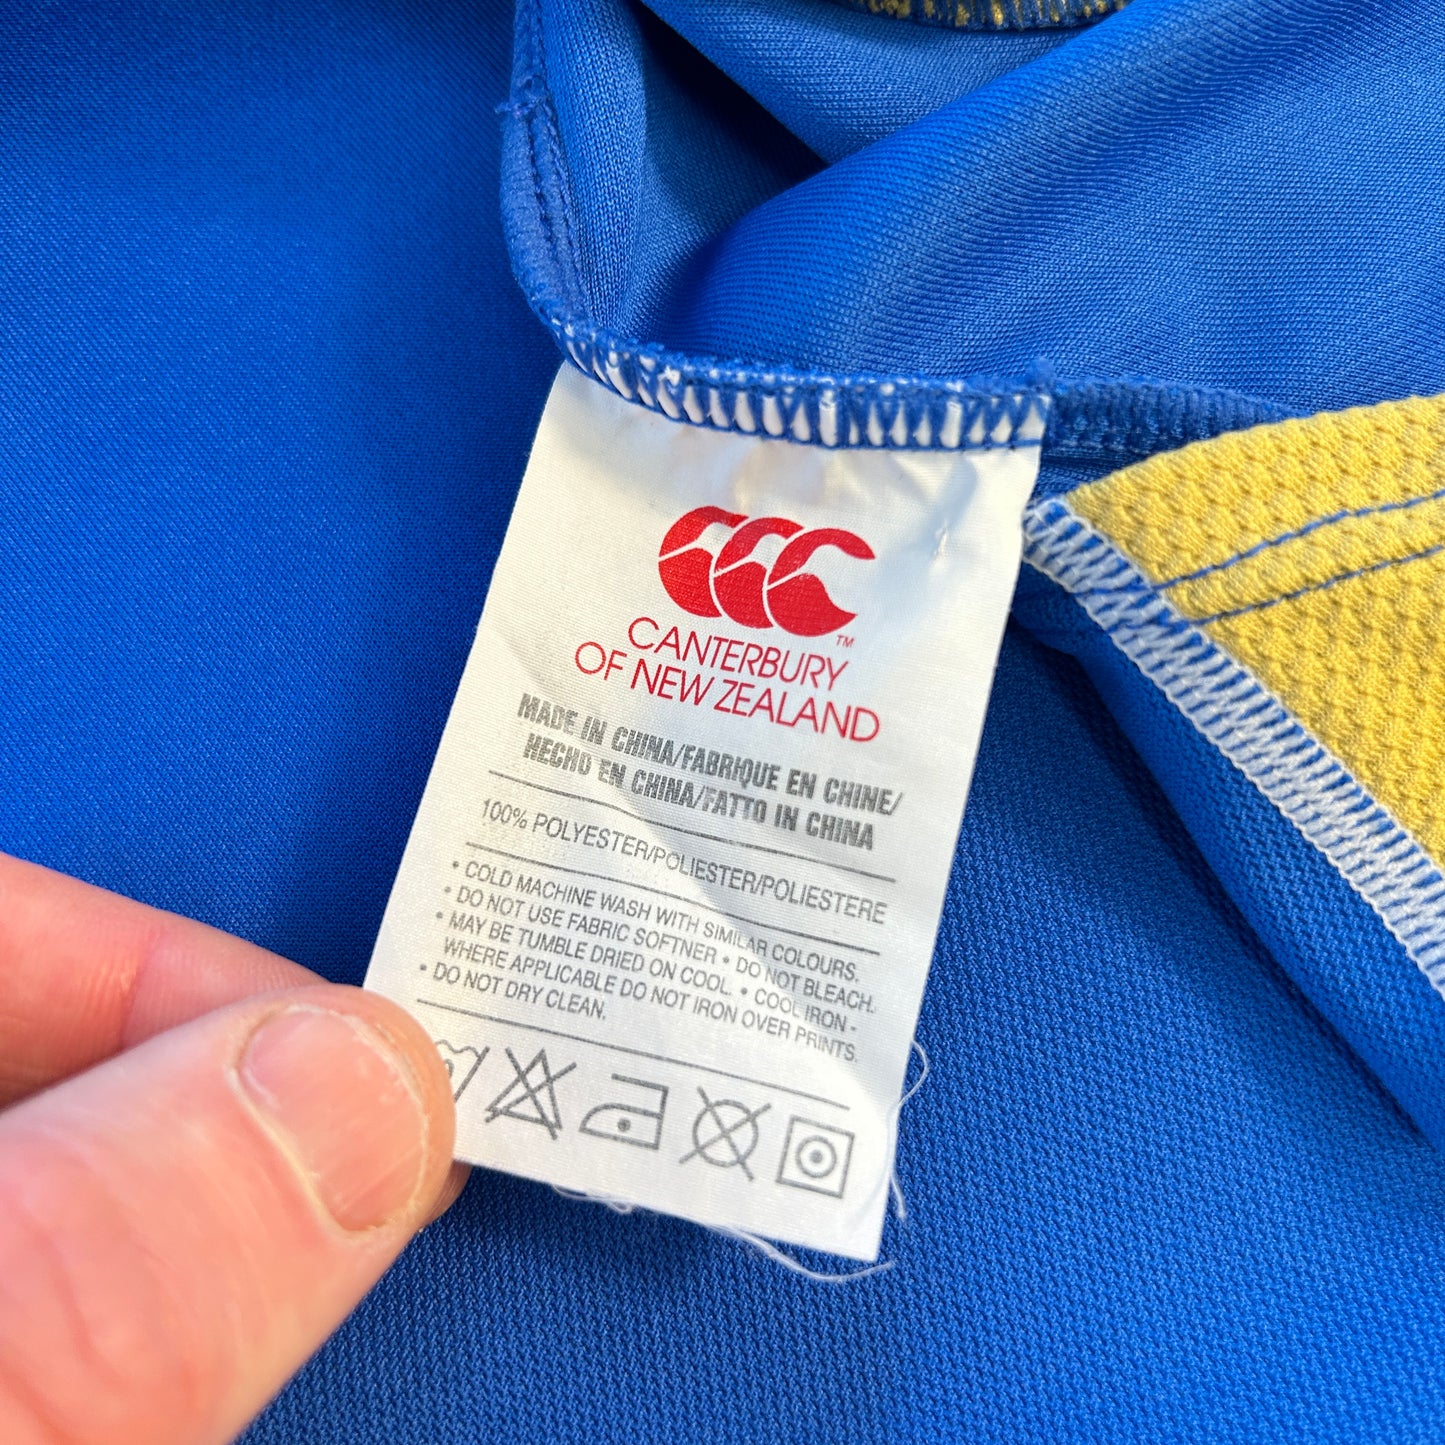 CCC
TM
CANTERBURY
OF NEW ZEALAND
MADE IN CHINA/FABRIQUE EN CHINE/
HECHO EN CHINA/FATTO IN CHINA
100% POLYESTER/POLIESTER/POLIESTERE
• COLD MACHINE WASH WITH SIMILAR COLOURS.
• DO NOT USE FABRIC SOFTNER • DO NOT BLEACH.
• MAY BE TUMBLE DRIED ON COOL. • COOL IRON -
WHERE APPLICABLE DO NOT IRON OVER PRINTS.
• DO NOT DRY CLEAN.